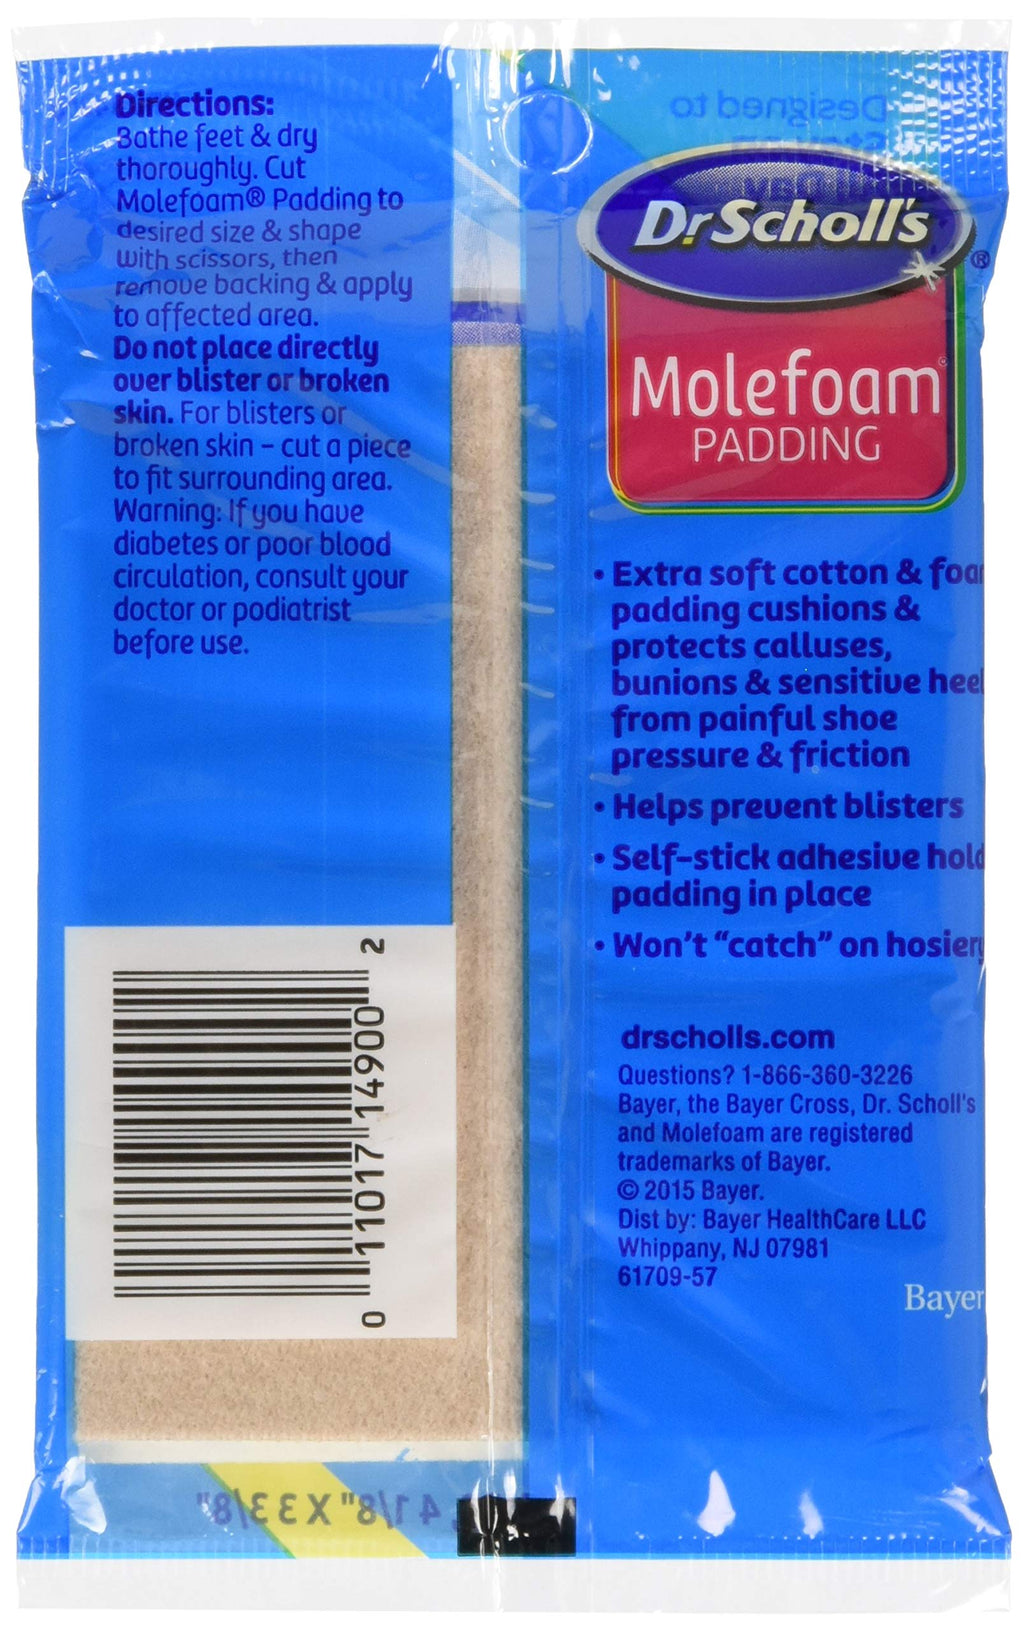 Directions:
Bathe feet & dry
thoroughly. Cut
Molefoam® Padding to
desired size & shape
with scissors, then
remove backing & apply
to affected area.
Do not place directly
over blister or broken
skin. For blisters or
broken skin – cut a piece
to fit surrounding area.
Warning: If you have
diabetes or poor blood
circulation, consult your
doctor or podiatrist
before use.
0 11017 14900 2
4 1/8" X 3 3/8"
Designed to
Dr Scholl's ®
Molefoam®
PADDING
• Extra soft cotton & foa
padding cushions &
protects calluses,
bunions & sensitive heel
from painful shoe
pressure & friction
• Helps prevent blisters
• Self-stick adhesive hold
padding in place
• Won't “catch” on hosiery
drscholls.com
Questions? 1-866-360-3226
Bayer, the Bayer Cross, Dr. Scholl's
and Molefoam are registered
trademarks of Bayer.
© 2015 Bayer.
Dist by: Bayer HealthCare LLC
Whippany, NJ 07981
61709-57
Bayer